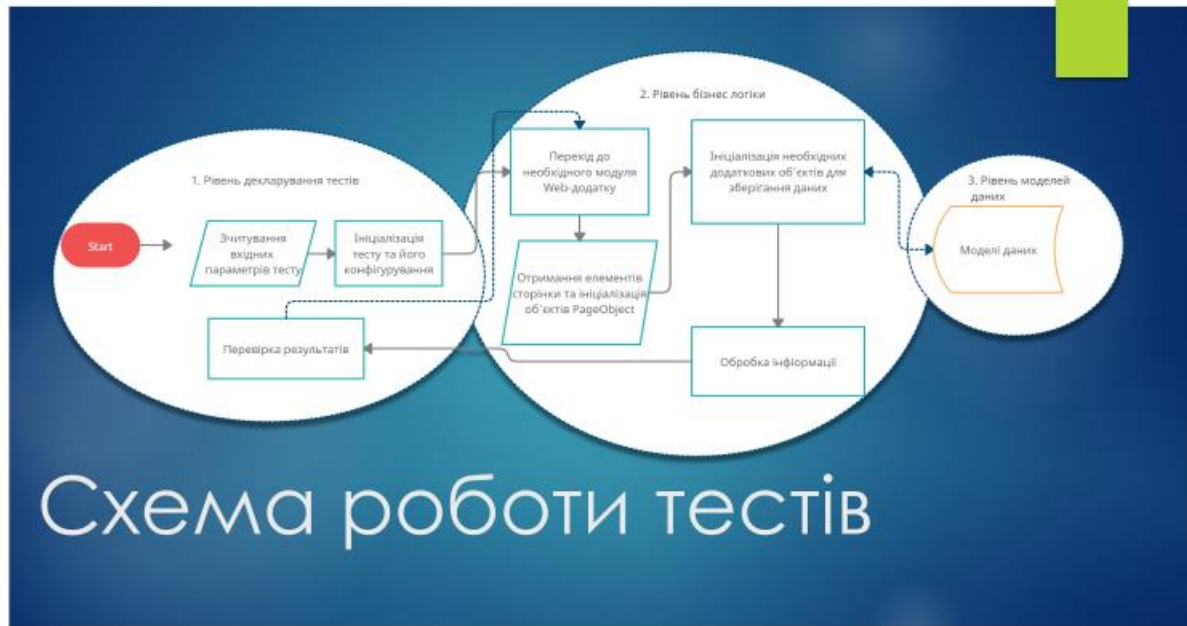 2. Рівень бізнес логіки
1. Рівень декларування тестів
3. Рівень моделей
даних
Start
Зчитування
вхідних
параметрів тесту
Ініціалізація
тесту та його
конфігурування
Перехід до
необхідного модуля
Web-додатку
Ініціалізація необхідних
додаткових об'єктів для
зберігання даних
Моделі даних
Отримання елементів
сторінки та ініціалізація
об'єктів PageObject
Перевірка результатів
Обробка інфіормації
Схема роботи тестів